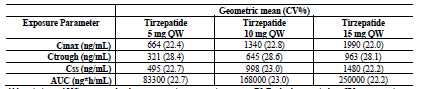 Geometric mean (CV%)
Exposure Parameter Tirzepatide 5 mg QW Tirzepatide 10 mg QW Tirzepatide 15 mg QW
Cmax (ng/mL) 664 (22.4) 1340 (22.8) 1990 (22.0)
Ctrough (ng/mL) 321 (28.4) 645 (28.6) 963 (28.1)
Css (ng/mL) 495 (22.7) 998 (23.0) 1480 (22.2)
AUC (ng*h/mL) 83300 (22.7) 168000 (23.0) 250000 (22.2)